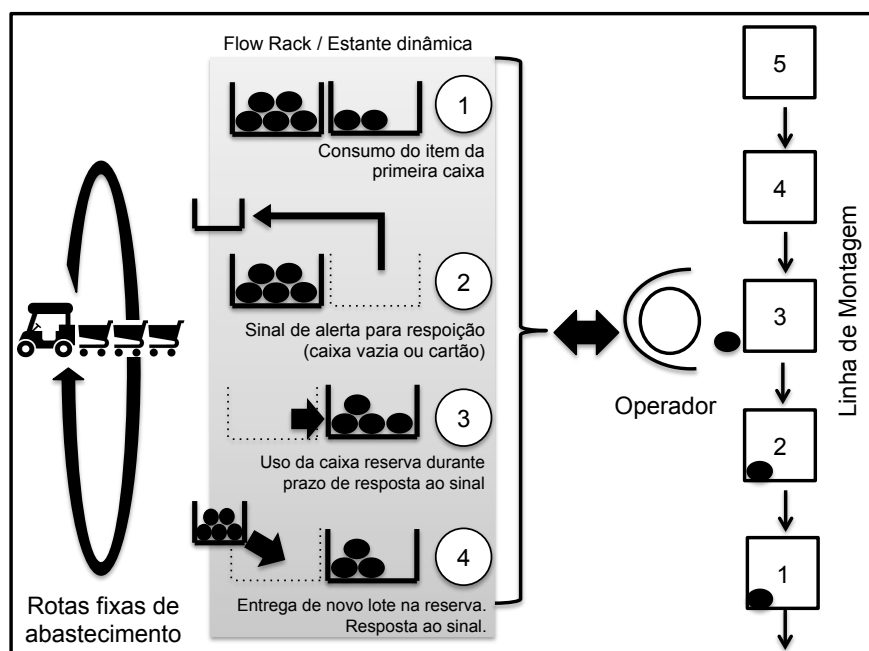 Flow Rack / Estante dinâmica
1
Consumo do item da
primeira caixa
2
Sinal de alerta para respoição
(caixa vazia ou cartão)
3
Uso da caixa reserva durante
prazo de resposta ao sinal
4
Entrega de novo lote na reserva.
Resposta ao sinal.
Rotas fixas de
abastecimento
Operador
5
4
3
2
1
Linha de Montagem